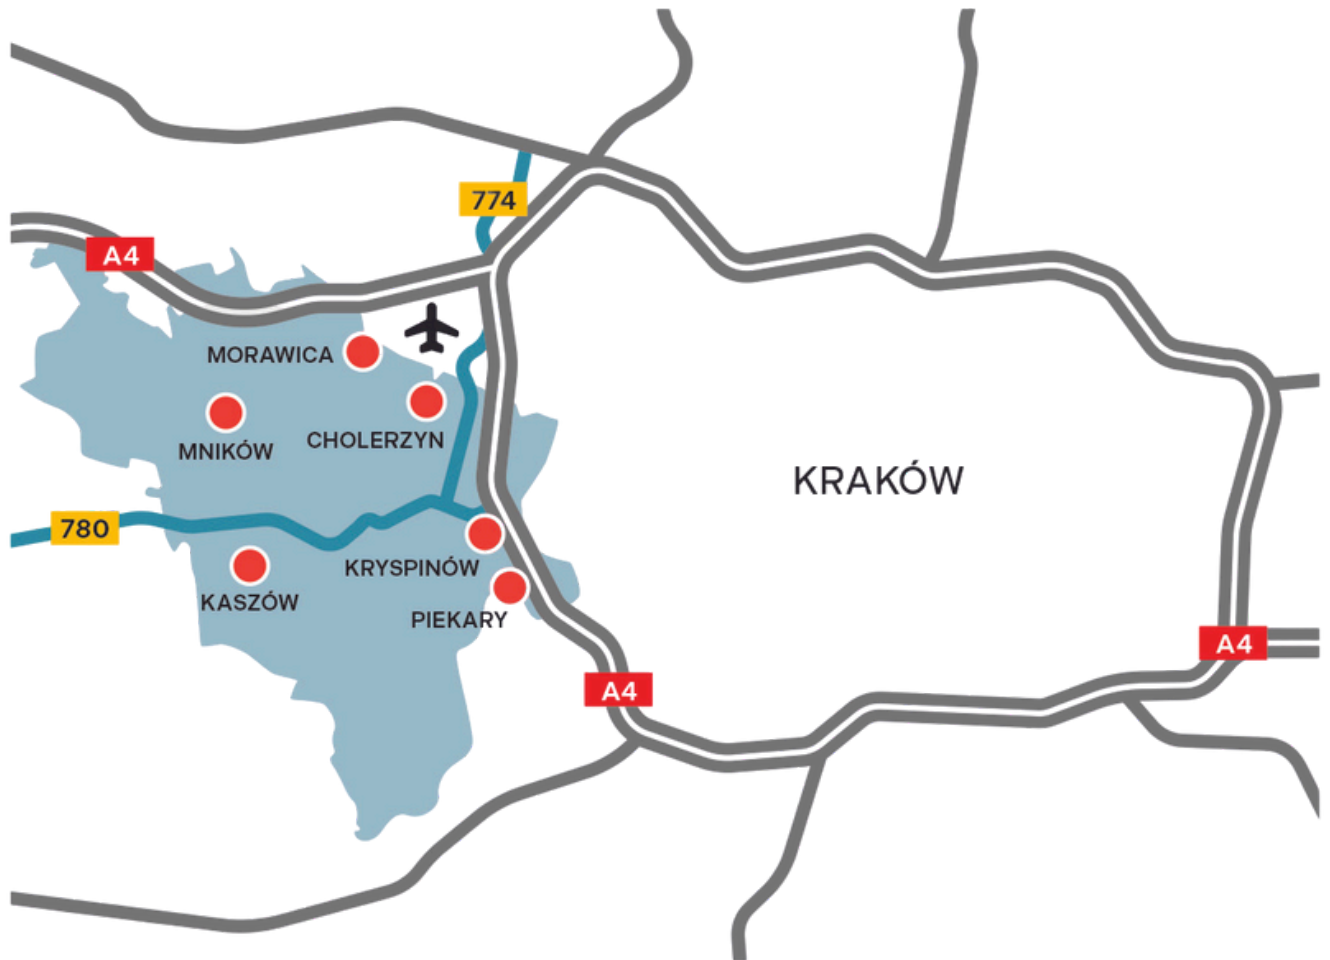 774
A4
MORAWICA
MNIKÓW
CHOLERZYN
KRAKÓW
780
KRYSPINÓW
KASZÓW
PIEKARY
A4
A4